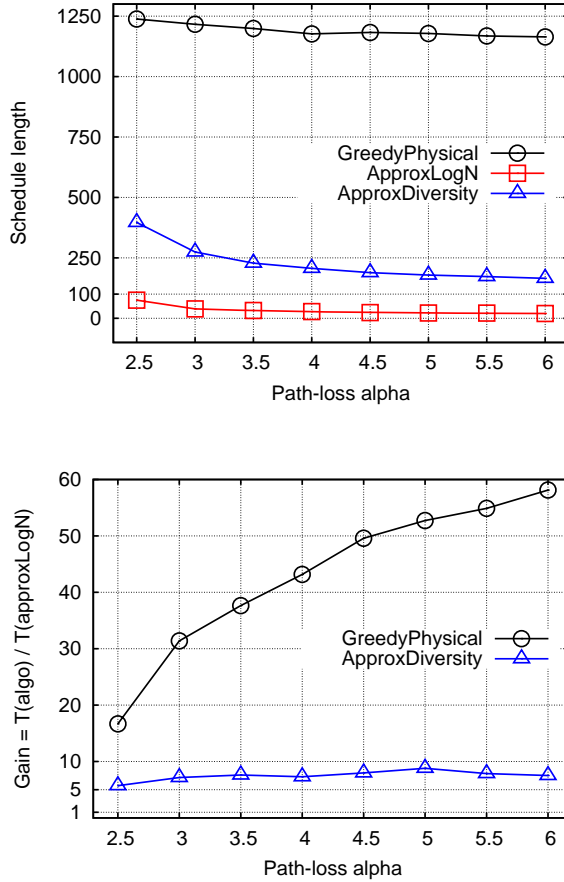 1250
1000
750
500
250
100
0
Schedule length
GreedyPhysical
ApproxLogN
ApproxDiversity
2.5 3 3.5 4 4.5 5 5.5 6
Path-loss alpha
60
50
40
30
20
10
5
1
Gain = T(algo) / T(approxLogN)
GreedyPhysical
ApproxDiversity
2.5 3 3.5 4 4.5 5 5.5 6
Path-loss alpha